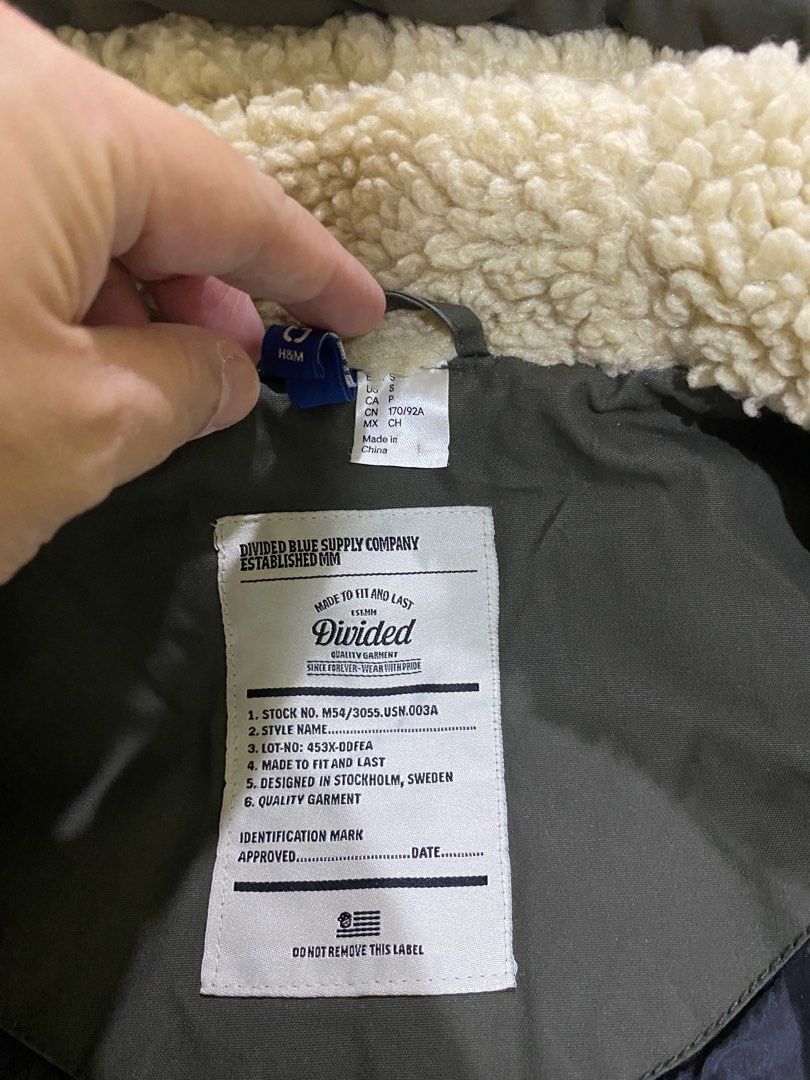 H&M
S
US S
CA P
CN 170/92A
MX CH
Made in
China
DIVIDED BLUE SUPPLY COMPANY
ESTABLISHED MM
MADE TO FIT AND LAST
EST.MM
Divided
QUALITY GARMENT
SINCE FOREVER-WEAR WITH PRIDE
1. STOCK NO. M54/3055.USN.003A
2. STYLE NAME....................................
3. LOT-NO: 453X-DDFEA
4. MADE TO FIT AND LAST
5. DESIGNED IN STOCKHOLM, SWEDEN
6. QUALITY GARMENT
IDENTIFICATION MARK
APPROVED............................DATE...........
DO NOT REMOVE THIS LABEL